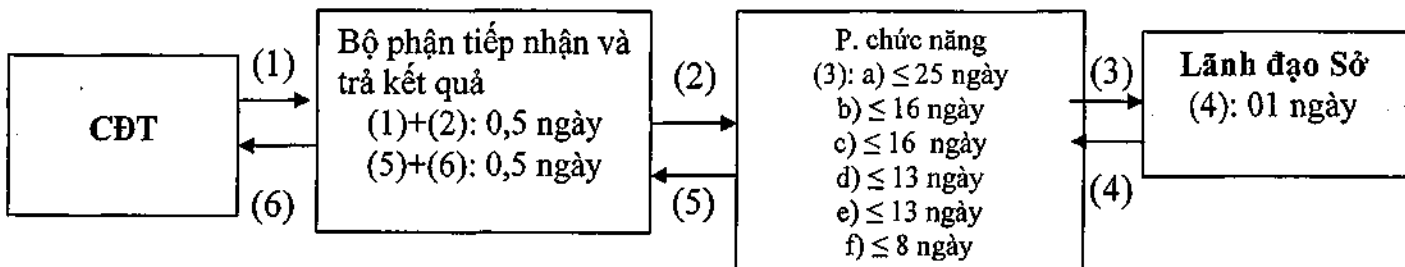 CĐT
(1)
(6)
Bộ phận tiếp nhận và
trả kết quả
(1)+(2): 0,5 ngày
(5)+(6): 0,5 ngày
(2)
(5)
P. chức năng
(3): a) ≤ 25 ngày
b) ≤ 16 ngày
c) ≤ 16 ngày
d) ≤ 13 ngày
e) ≤ 13 ngày
f) ≤ 8 ngày
(3)
(4)
Lãnh đạo Sở
(4): 01 ngày